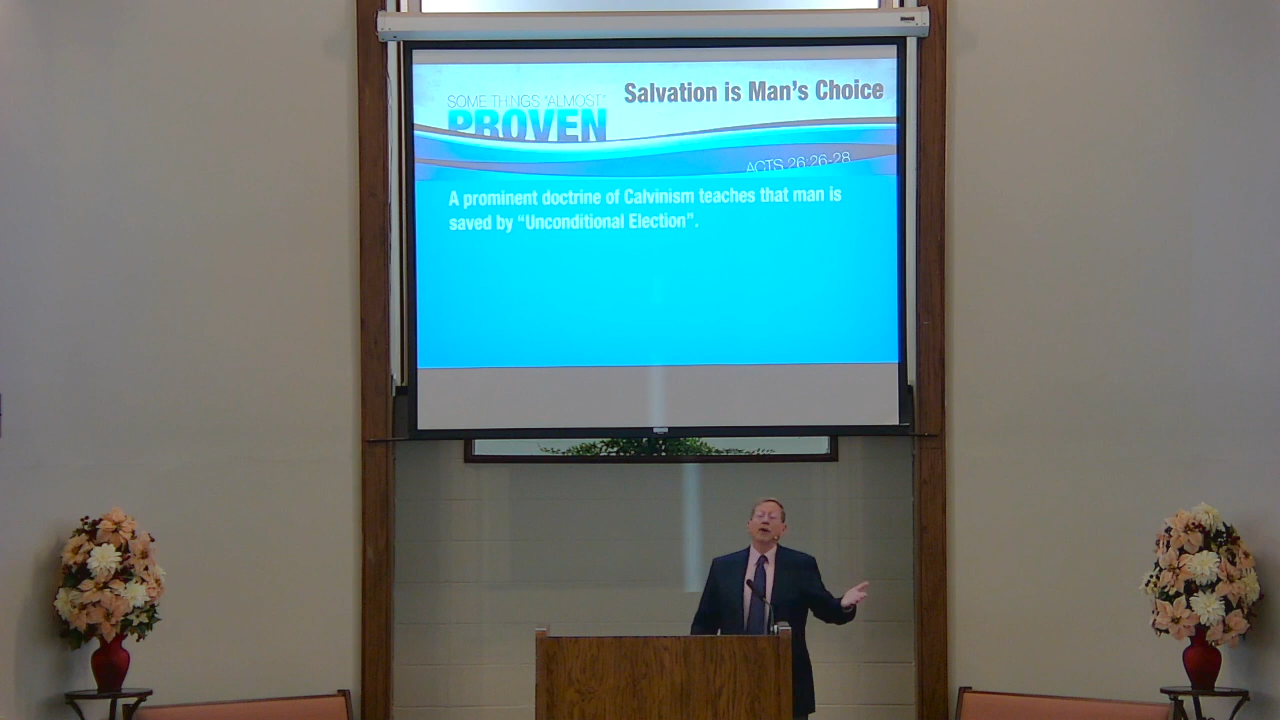 Salvation is Man's Choice
SOME THINGS "ALMOST"
PROVEN
ACTS 26:26-28
A prominent doctrine of Calvinism teaches that man is
saved by “Unconditional Election”.